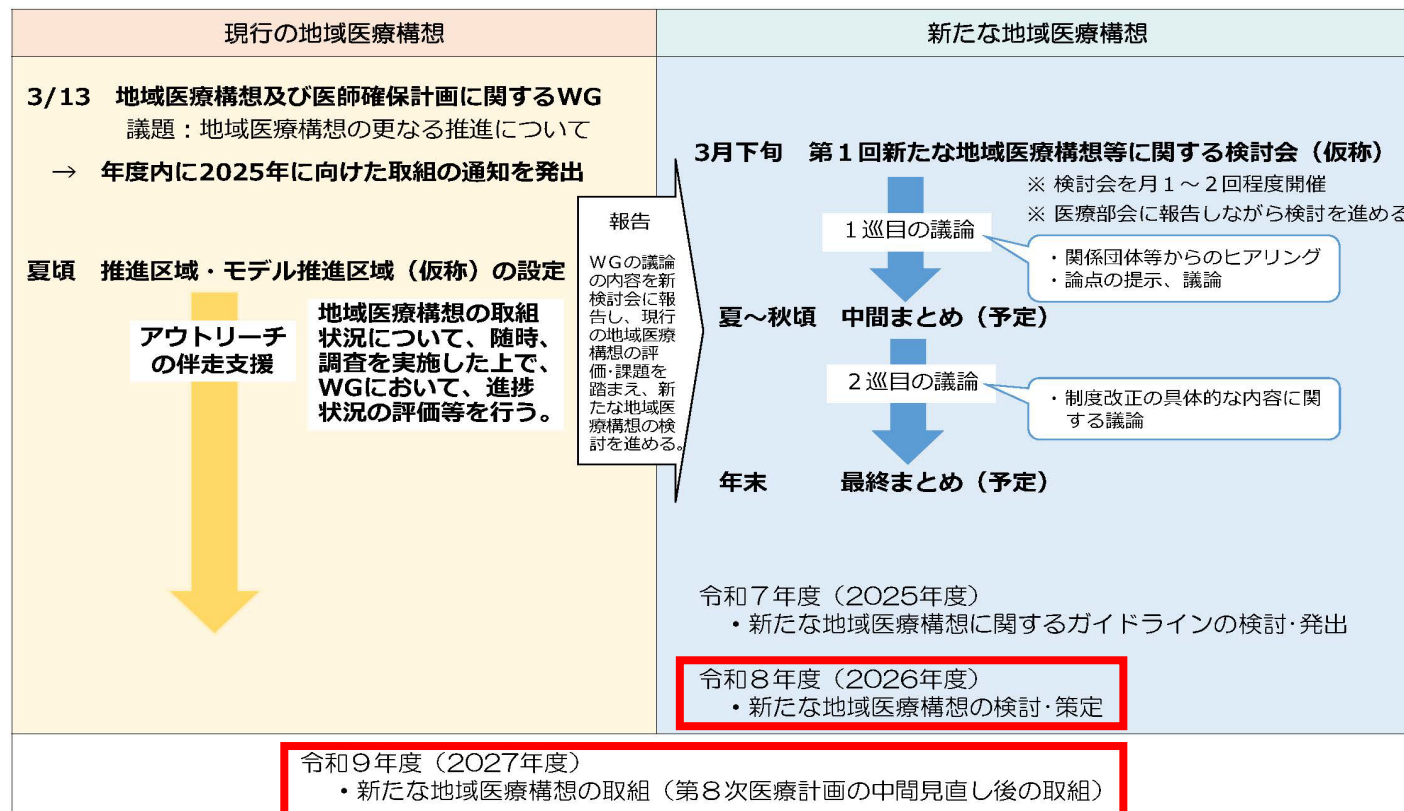 現行の地域医療構想
新たな地域医療構想
3/13 地域医療構想及び医師確保計画に関するWG
議題：地域医療構想の更なる推進について
→ 年度内に2025年に向けた取組の通知を発出
夏頃 推進区域・モデル推進区域（仮称）の設定
アウトリーチ
の伴走支援
地域医療構想の取組
状況について、随時、
調査を実施した上で、
WGにおいて、進捗
状況の評価等を行う。
報告
WGの議論
の内容を新
検討会に報
告し、現行
の地域医療
構想の評
価･課題を
踏まえ、新
たな地域医
療構想の検
討を進める。
3月下旬 第１回新たな地域医療構想等に関する検討会（仮称）
※ 検討会を月１～２回程度開催
※ 医療部会に報告しながら検討を進める
１巡目の議論
・関係団体等からのヒアリング
・論点の提示、議論
夏～秋頃 中間まとめ（予定）
２巡目の議論
・制度改正の具体的な内容に関
する議論
年末 最終まとめ（予定）
令和７年度（2025年度）
・新たな地域医療構想に関するガイドラインの検討･発出
令和８年度（2026年度）
・新たな地域医療構想の検討･策定
令和９年度（2027年度）
・新たな地域医療構想の取組（第８次医療計画の中間見直し後の取組）